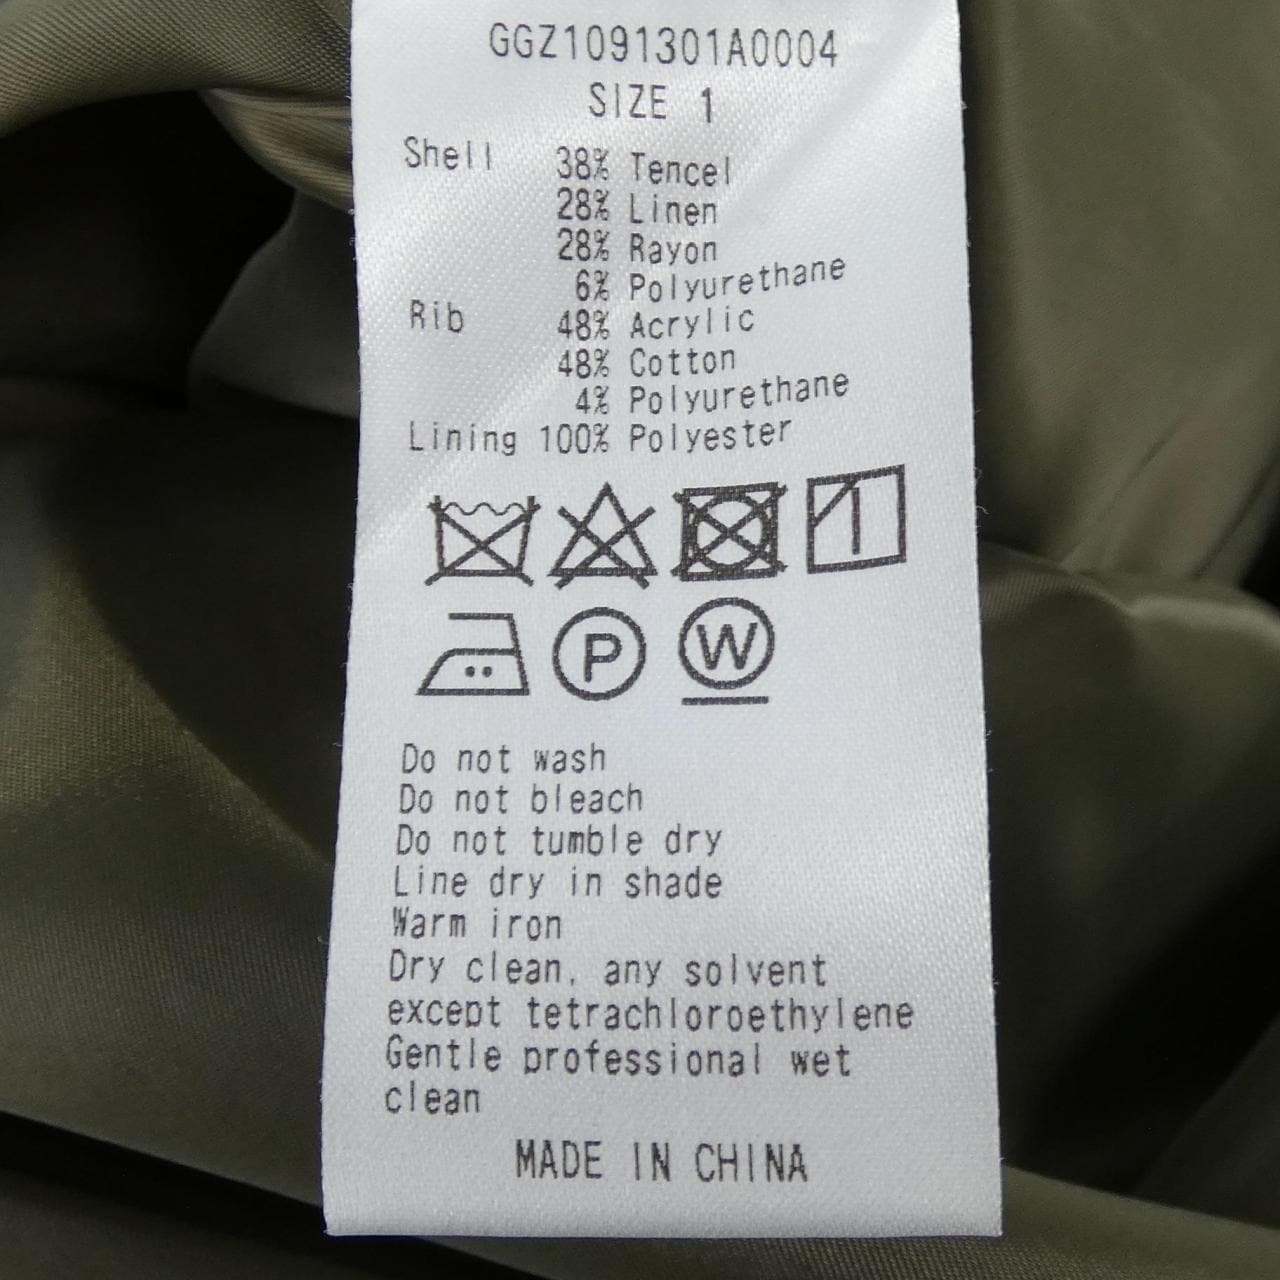 GGZ1091301A0004
SIZE 1
Shell 38% Tencel
28% Linen
28% Rayon
6% Polyurethane
Rib 48% Acrylic
48% Cotton
4% Polyurethane
Lining 100% Polyester
P W
Do not wash
Do not bleach
Do not tumble dry
Line dry in shade
Warm iron
Dry clean, any solvent
except tetrachloroethylene
Gentle professional wet
clean
MADE IN CHINA